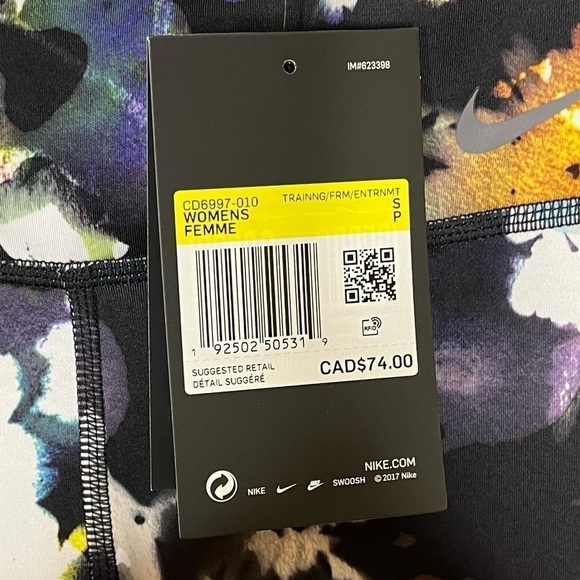 IM#623398
CD6997-010 TRAINNG/FRM/ENTRNMT
WOMENS S
FEMME P
RFID
1 92502 50531 9
SUGGESTED RETAIL CAD$74.00
DÉTAIL SUGGÉRÉ
NIKE.COM
NIKE SWOOSH © 2017 Nike